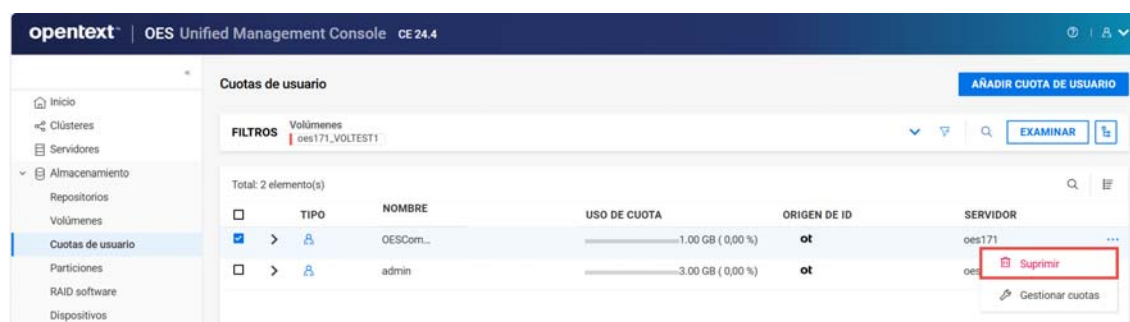 opentext™ | OES Unified Management Console CE 24.4
Inicio
Clústeres
Servidores
Almacenamiento
Repositorios
Volúmenes
Cuotas de usuario
Particiones
RAID software
Dispositivos
Cuotas de usuario
AÑADIR CUOTA DE USUARIO
FILTROS
Volúmenes
oes171_VOLTEST1
EXAMINAR
Total: 2 elemento(s)
TIPO NOMBRE USO DE CUOTA ORIGEN DE ID SERVIDOR
OESCom... 1.00 GB ( 0,00 %) ot oes171 ...
admin 3.00 GB ( 0,00 %) ot oes
Suprimir
Gestionar cuotas